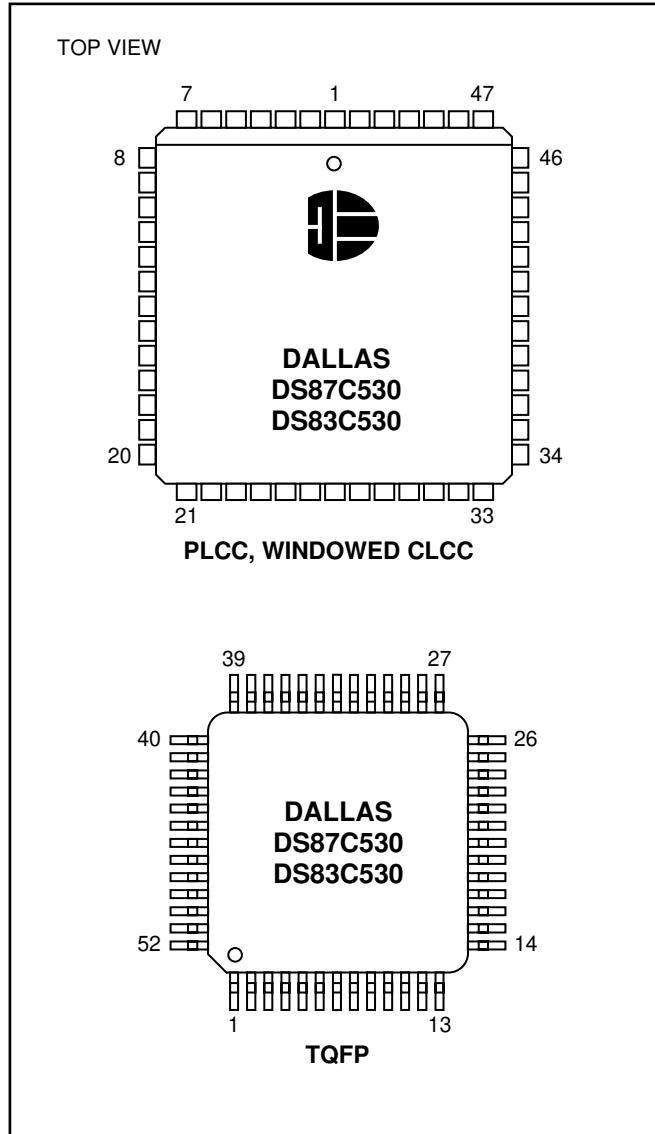 TOP VIEW
7 1 47
8 46
DALLAS
DS87C530
DS83C530
20 34
21 33
PLCC, WINDOWED CLCC
39 27
40 26
DALLAS
DS87C530
DS83C530
52 14
1 13
TQFP